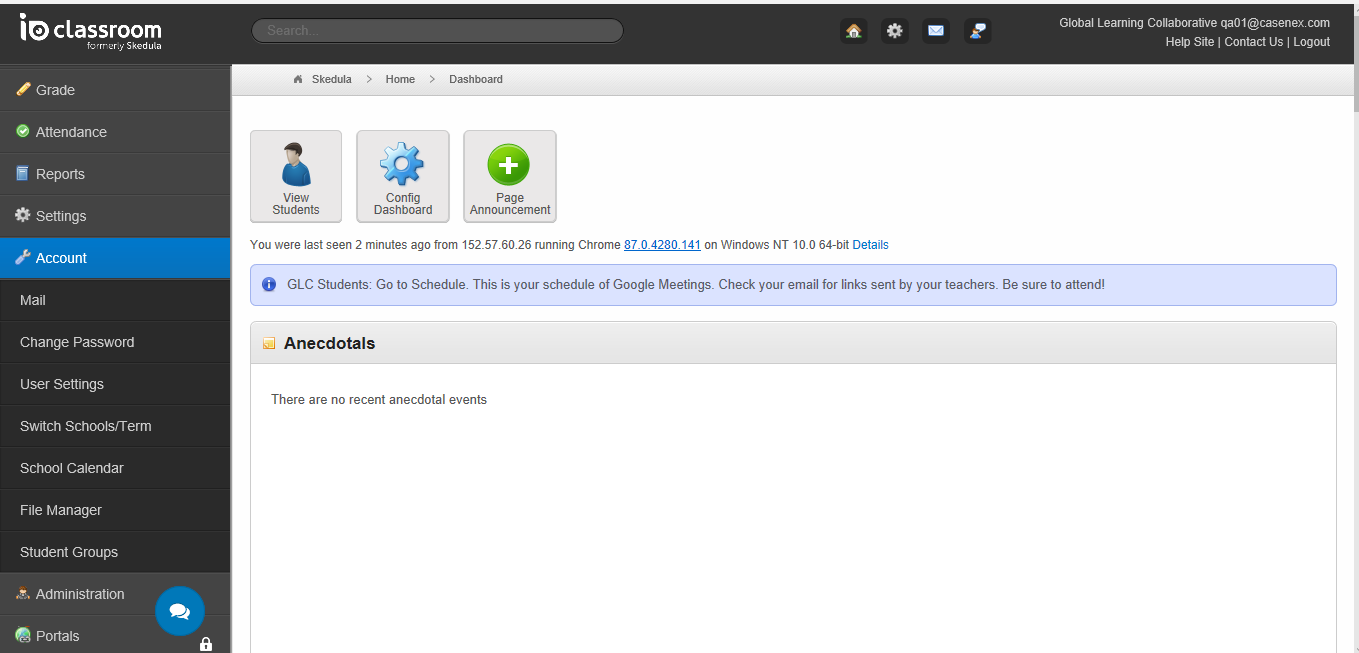 io classroom
formerly Skedula
Search...
Global Learning Collaborative qa01@casenex.com
Help Site | Contact Us | Logout
Grade
Attendance
Reports
Settings
Account
Mail
Change Password
User Settings
Switch Schools/Term
School Calendar
File Manager
Student Groups
Administration
Portals
Skedula > Home > Dashboard
View
Students
Config
Dashboard
Page
Announcement
You were last seen 2 minutes ago from 152.57.60.26 running Chrome 87.0.4280.141 on Windows NT 10.0 64-bit Details
GLC Students: Go to Schedule. This is your schedule of Google Meetings. Check your email for links sent by your teachers. Be sure to attend!
Anecdotals
There are no recent anecdotal events